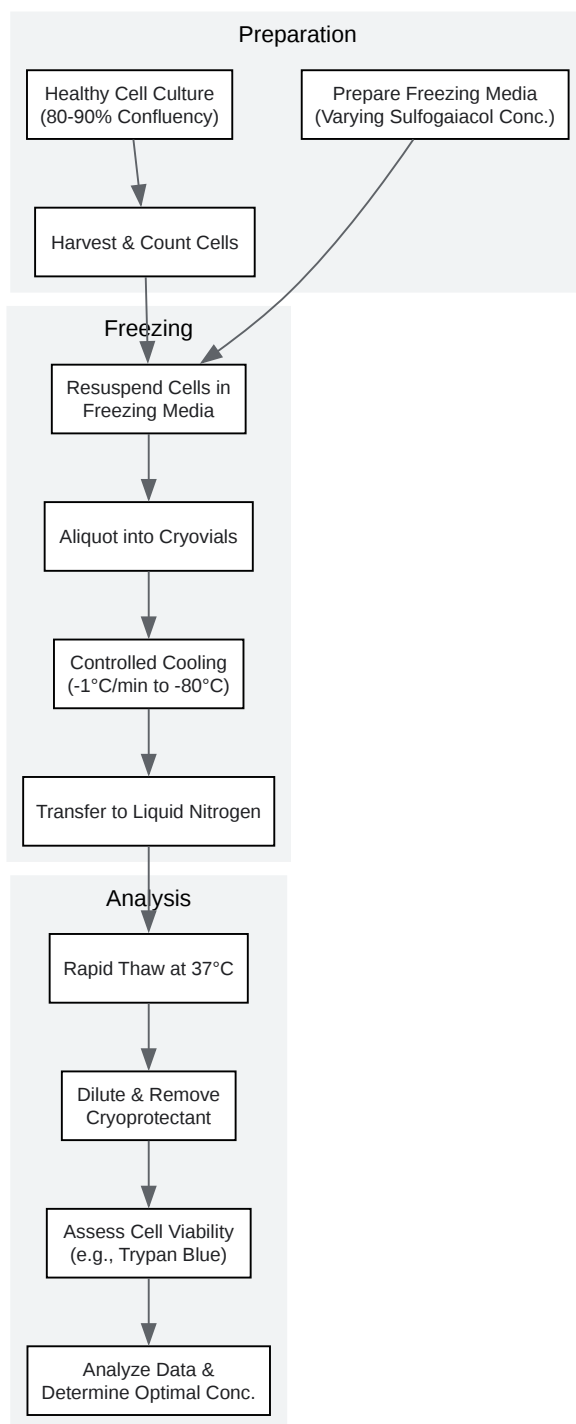 Preparation
Healthy Cell Culture
(80-90% Confluency)
Prepare Freezing Media
(Varying Sulfogaiacol Conc.)
Harvest & Count Cells
Freezing
Resuspend Cells in
Freezing Media
Aliquot into Cryovials
Controlled Cooling
(-1°C/min to -80°C)
Transfer to Liquid Nitrogen
Analysis
Rapid Thaw at 37°C
Dilute & Remove
Cryoprotectant
Assess Cell Viability
(e.g., Trypan Blue)
Analyze Data &
Determine Optimal Conc.